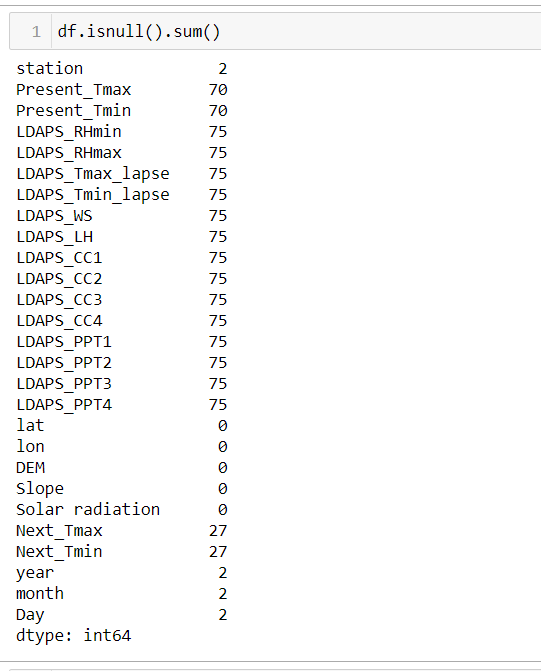 1 df.isnull().sum()
station 2
Present_Tmax 70
Present_Tmin 70
LDAPS_RHmin 75
LDAPS_RHmax 75
LDAPS_Tmax_lapse 75
LDAPS_Tmin_lapse 75
LDAPS_WS 75
LDAPS_LH 75
LDAPS_CC1 75
LDAPS_CC2 75
LDAPS_CC3 75
LDAPS_CC4 75
LDAPS_PPT1 75
LDAPS_PPT2 75
LDAPS_PPT3 75
LDAPS_PPT4 75
lat 0
lon 0
DEM 0
Slope 0
Solar radiation 0
Next_Tmax 27
Next_Tmin 27
year 2
month 2
Day 2
dtype: int64